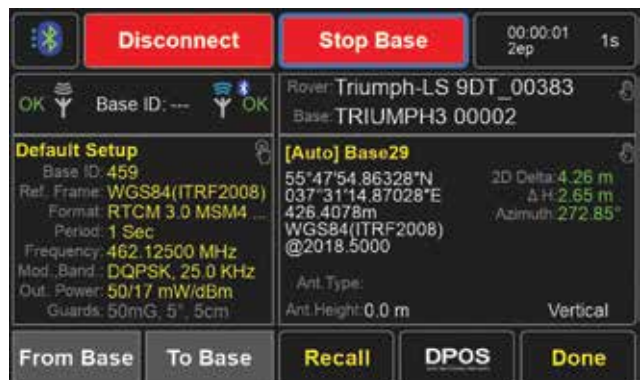 Disconnect
Stop Base
00:00:01
2ep
1s
OK
Base ID: ---
OK
Rover: Triumph-LS 9DT_00383
Base: TRIUMPH3 00002
Default Setup
Base ID: 459
Ref. Frame: WGS84(ITRF2008)
Format: RTCM 3.0 MSM4 ...
Period: 1 Sec
Frequency: 462.12500 MHz
Mod.,Band.: DQPSK, 25.0 KHz
Out. Power: 50/17 mW/dBm
Guards: 50mG, 5°, 5cm
[Auto] Base29
55°47'54.86328"N
037°31'14.87028"E
426.4078m
WGS84(ITRF2008)
@2018.5000
2D Delta: 4.26 m
Δ H: 2.65 m
Azimuth: 272.85°
Ant.Type:
Ant.Height: 0.0 m
Vertical
From Base
To Base
Recall
DPOS
Done